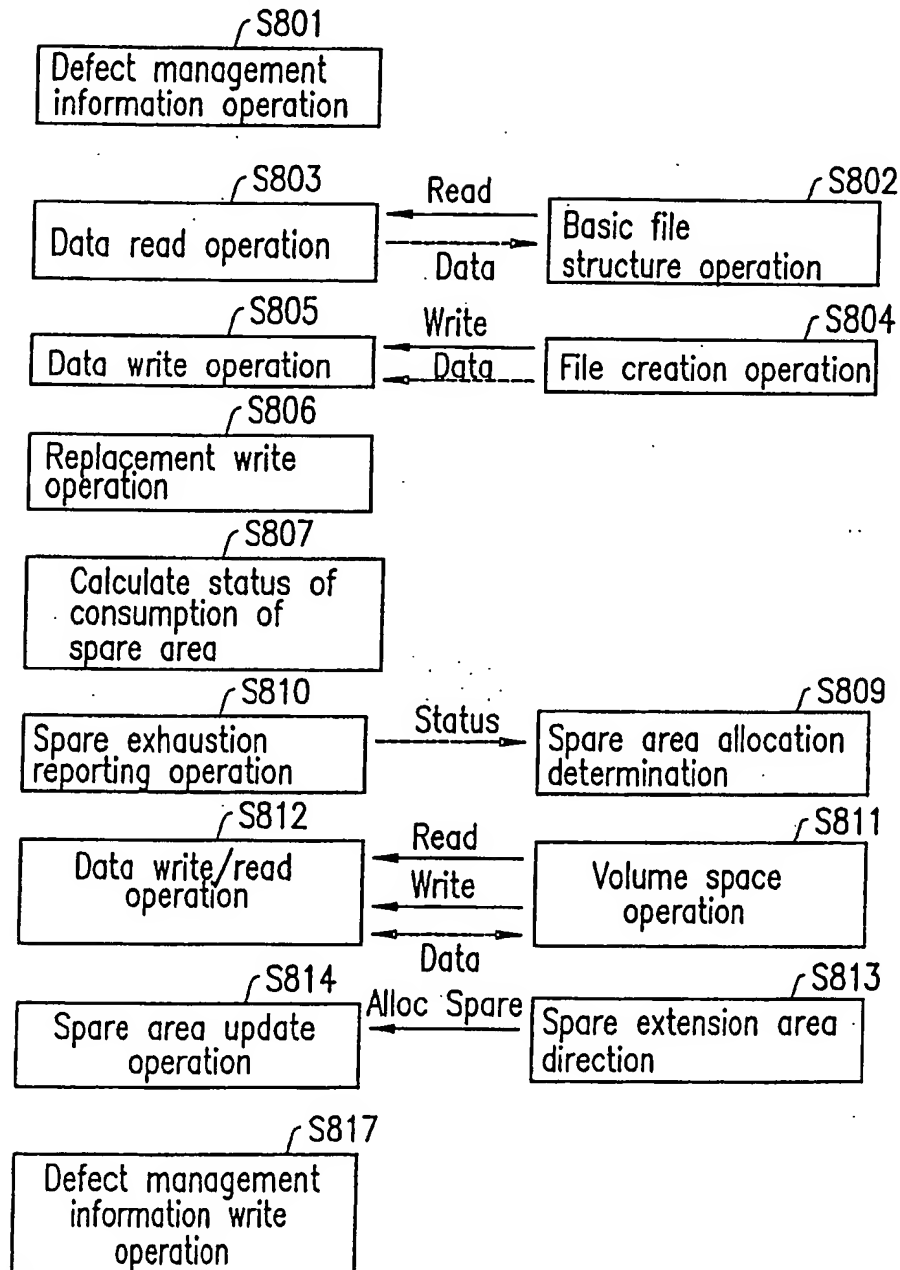 S801
Defect management
information operation
S803
Read
S802
Data read operation
Data
Basic file
structure operation
S805
Write
S804
Data write operation
Data
File creation operation
S806
Replacement write
operation
S807
Calculate status of
consumption of
spare area
S810
Status
S809
Spare exhaustion
reporting operation
Spare area allocation
determination
S812
Read
S811
Data write/read
operation
Write
Volume space
operation
Data
S814
Alloc Spare
S813
Spare area update
operation
Spare extension area
direction
S817
Defect management
information write
operation